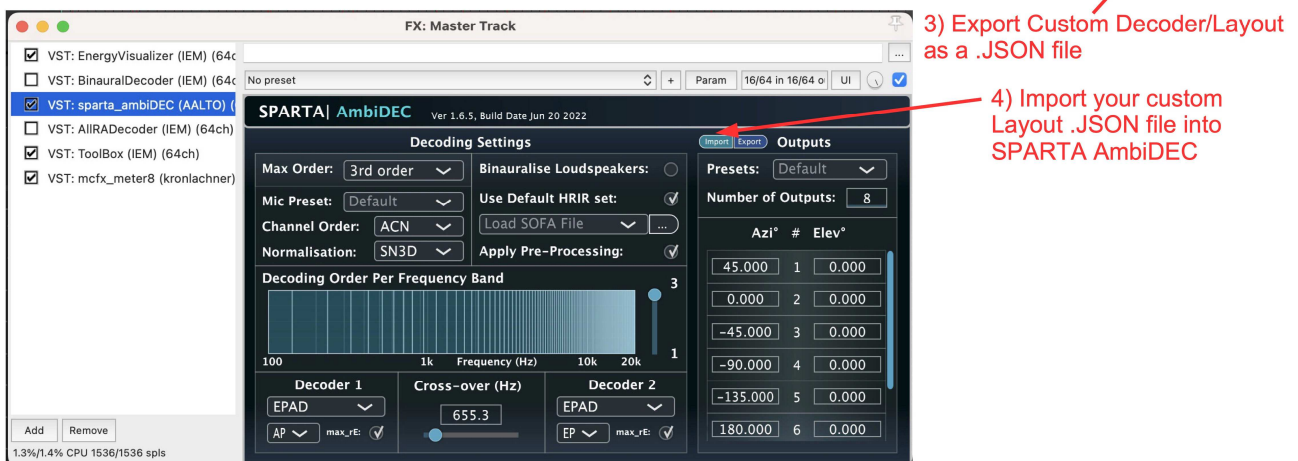 FX: Master Track
3) Export Custom Decoder/Layout
as a .JSON file
4) Import your custom
Layout .JSON file into
SPARTA AmbiDEC
VST: EnergyVisualizer (IEM) (64c
VST: BinauralDecoder (IEM) (64c
VST: sparta_ambiDEC (AALTO) (
VST: AllRADecoder (IEM) (64ch)
VST: ToolBox (IEM) (64ch)
VST: mcfx_meter8 (kronlachner)
Add Remove
1.3%/1.4% CPU 1536/1536 spls
...
No preset + Param 16/64 in 16/64 o UI
SPARTA| AmbiDEC Ver 1.6.5, Build Date Jun 20 2022
Decoding Settings
Max Order: 3rd order
Mic Preset: Default
Channel Order: ACN
Normalisation: SN3D
Binauralise Loudspeakers:
Use Default HRIR set:
Load SOFA File ...
Apply Pre-Processing:
Decoding Order Per Frequency Band
3
1
100 1k Frequency (Hz) 10k 20k
Decoder 1
EPAD
AP max_rE:
Cross-over (Hz)
655.3
Decoder 2
EPAD
EP max_rE:
Import Export Outputs
Presets: Default
Number of Outputs: 8
Azi° # Elev°
45.000 1 0.000
0.000 2 0.000
-45.000 3 0.000
-90.000 4 0.000
-135.000 5 0.000
180.000 6 0.000